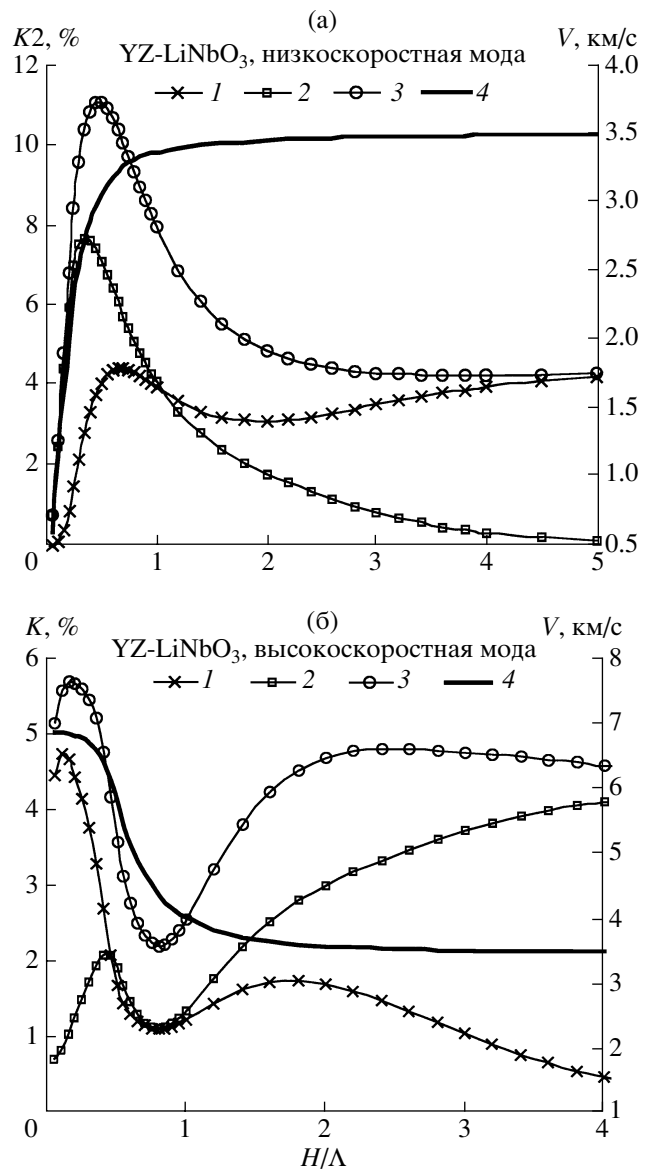 (а)
K2, %
V, км/с
YZ-LiNbO₃, низкоскоростная мода
1 2 3 4
12 4.0
3.5
10
3.0
8
2.5
6
2.0
4
1.5
2
1.0
0 1 2 3 4 5 0.5
(б)
K, %
V, км/с
YZ-LiNbO₃, высокоскоростная мода
1 2 3 4
6 8
5 7
6
4
5
3
4
2
3
1 2
0 1 2 3 4 1
H/Λ